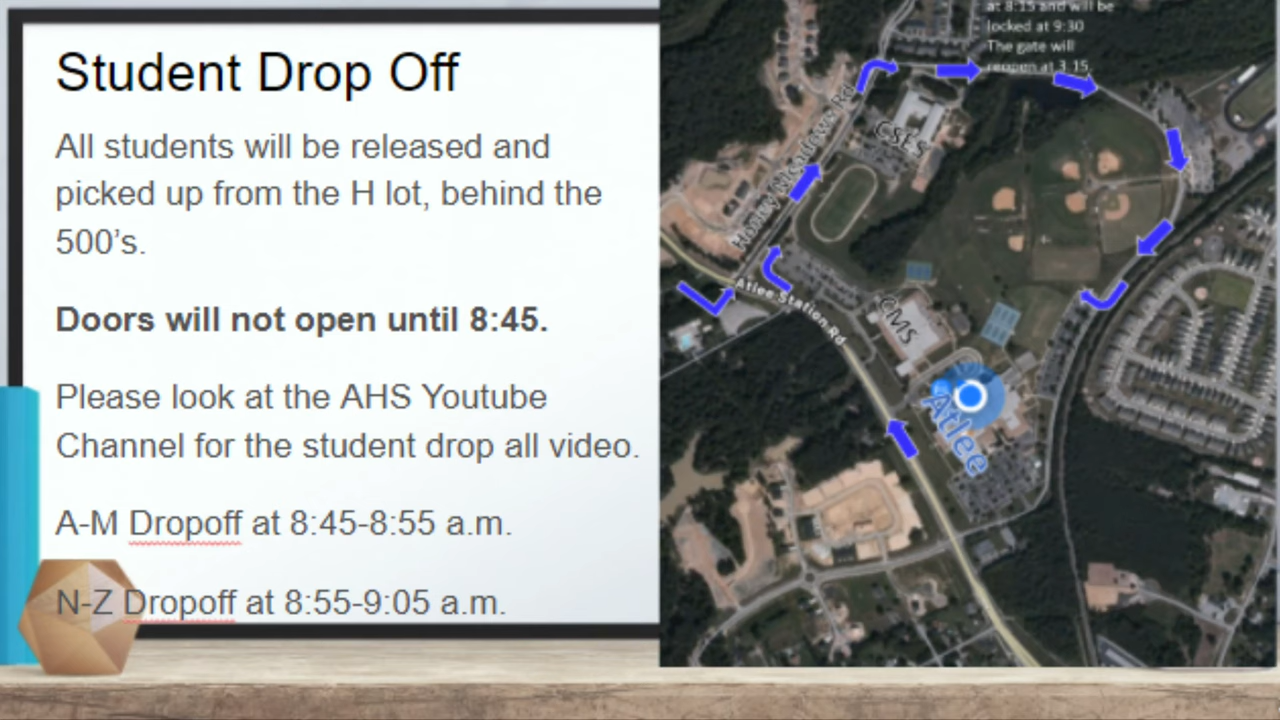 Student Drop Off
All students will be released and
picked up from the H lot, behind the
500's.
Doors will not open until 8:45.
Please look at the AHS Youtube
Channel for the student drop all video.
A-M Dropoff at 8:45-8:55 a.m.
N-Z Dropoff at 8:55-9:05 a.m.
at 8:15 and will be
locked at 9:30
The gate will
reopen at 3 15.
CSES
Honey Meadows Rd
Atlee Station Rd
CMS
Atlee